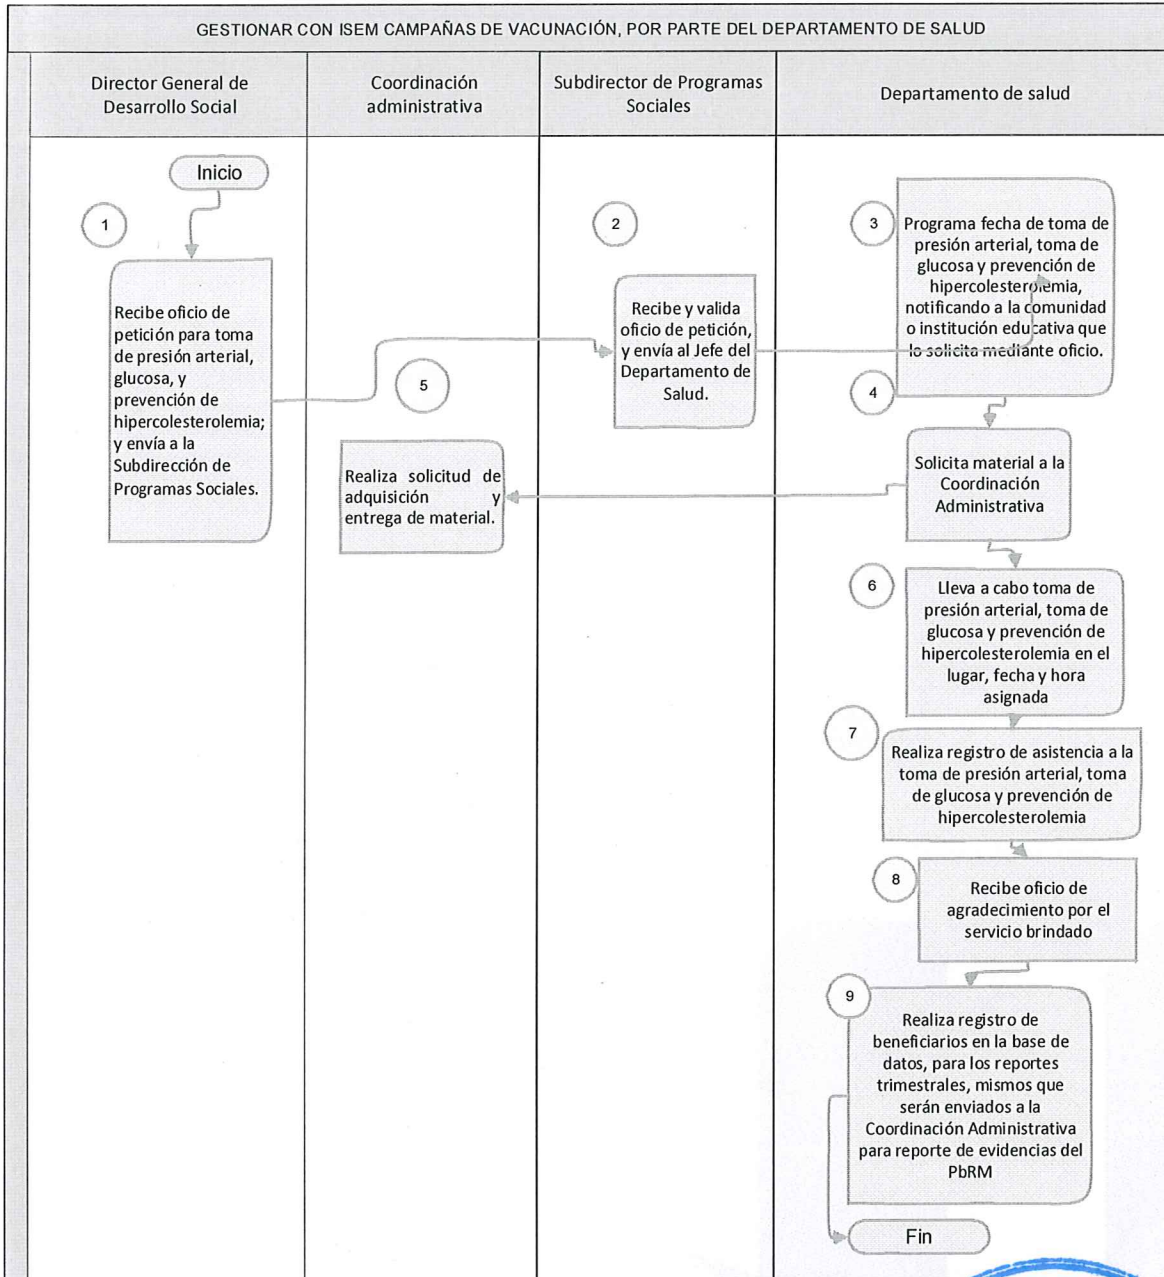 GESTIONAR CON ISEM CAMPAÑAS DE VACUNACIÓN, POR PARTE DEL DEPARTAMENTO DE SALUD
Director General de
Desarrollo Social
Coordinación
administrativa
Subdirector de Programas
Sociales
Departamento de salud
Inicio
1
Recibe oficio de
petición para toma
de presión arterial,
glucosa, y
prevención de
hipercolesterolemia;
y envía a la
Subdirección de
Programas Sociales.
2
Recibe y valida
oficio de petición,
y envía al Jefe del
Departamento de
Salud.
3
Programa fecha de toma de
presión arterial, toma de
glucosa y prevención de
hipercolesterolemia,
notificando a la comunidad
o institución educativa que
lo solicita mediante oficio.
4
Solicita material a la
Coordinación
Administrativa
5
Realiza solicitud de
adquisición y
entrega de material.
6
Lleva a cabo toma de
presión arterial, toma de
glucosa y prevención de
hipercolesterolemia en el
lugar, fecha y hora
asignada
7
Realiza registro de asistencia a la
toma de presión arterial, toma
de glucosa y prevención de
hipercolesterolemia
8
Recibe oficio de
agradecimiento por el
servicio brindado
9
Realiza registro de
beneficiarios en la base de
datos, para los reportes
trimestrales, mismos que
serán enviados a la
Coordinación Administrativa
para reporte de evidencias del
PbRM
Fin